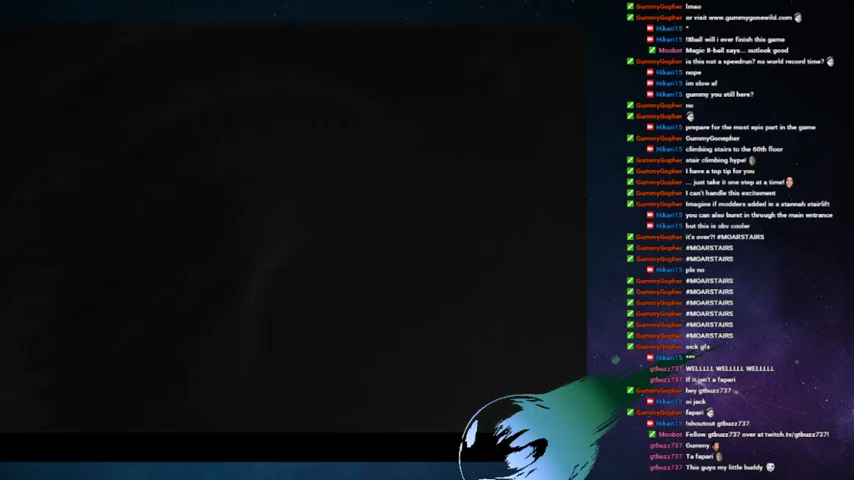 GummyGopher lmao
GummyGopher or visit www.gummygonewild.com
Hikari15 ^
Hikari15 !8ball will i ever finish this game
Moobot Magic 8-ball says... outlook good
GummyGopher is this not a speedrun? no world record time?
Hikari15 nope
Hikari15 im slow af
Hikari15 gummy you still here?
GummyGopher no
GummyGopher
Hikari15 prepare for the most epic part in the game
GummyGopher GummyGonepher
Hikari15 climbing stairs to the 60th floor
GummyGopher stair climbing hype!
GummyGopher I have a top tip for you
GummyGopher ... just take it one step at a time!
GummyGopher I can't handle this excitement
GummyGopher Imagine if modders added in a stannah stairlift
Hikari15 you can also burst in through the main entrance
Hikari15 but this is obv cooler
GummyGopher it's over?! #MOARSTAIRS
GummyGopher #MOARSTAIRS
GummyGopher #MOARSTAIRS
Hikari15 pls no
GummyGopher #MOARSTAIRS
GummyGopher #MOARSTAIRS
GummyGopher #MOARSTAIRS
GummyGopher #MOARSTAIRS
GummyGopher #MOARSTAIRS
GummyGopher #MOARSTAIRS
GummyGopher sick gfx
Hikari15 ***
gtbuzz737 WELLLLL WELLLLL WELLLLL
gtbuzz737 If it isn't a fapari
GummyGopher hey gtbuzz737
Hikari15 oi jack
GummyGopher fapari
Hikari15 !shoutout gtbuzz737
Moobot Follow gtbuzz737 over at twitch.tv/gtbuzz737!
gtbuzz737 Gummy
gtbuzz737 Ta fapari
gtbuzz737 This guys my little buddy